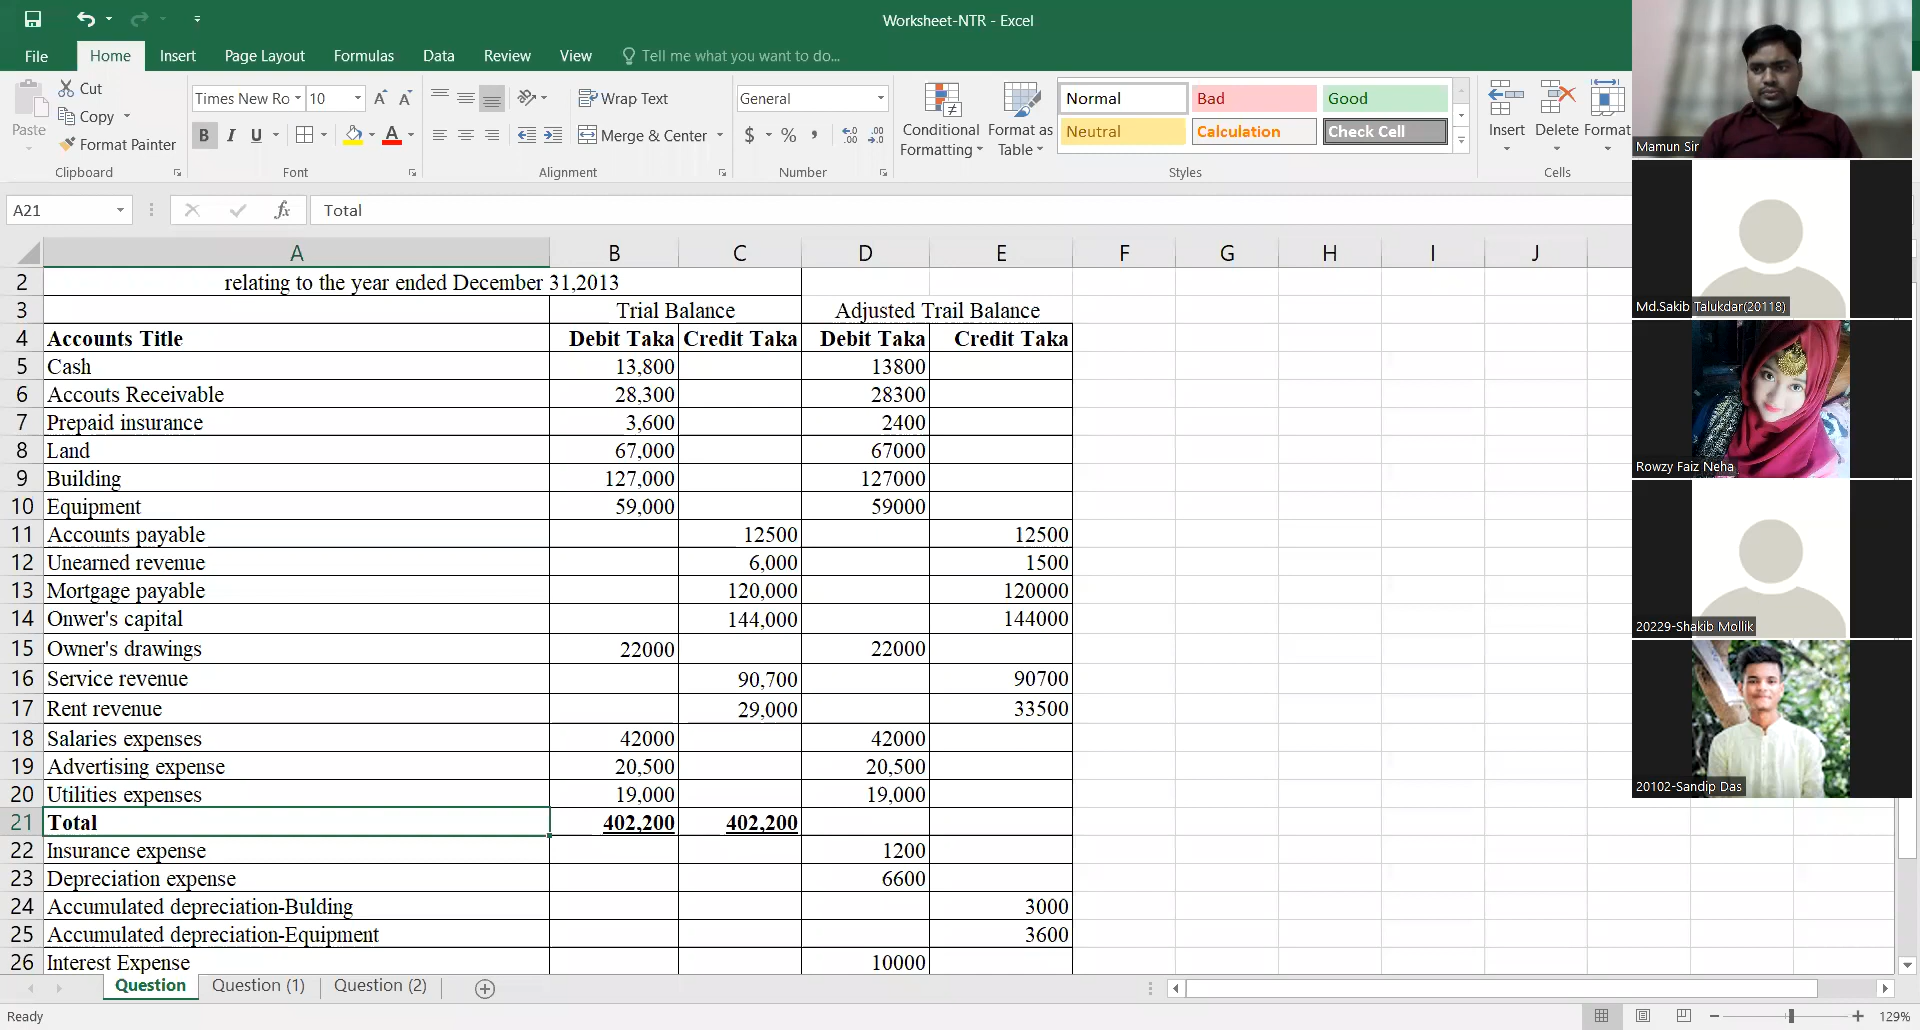 Worksheet-NTR - Excel
File Home Insert Page Layout Formulas Data Review View Tell me what you want to do...
Paste Cut Copy Format Painter Clipboard
Times New Ro 10 B I U Font
Wrap Text Merge & Center Alignment
General $ % , Number
Conditional Formatting Format as Table
Normal Bad Good
Neutral Calculation Check Cell
Styles
Insert Delete Format
Cells
A21 fx Total
A B C D E F G H I J
2 relating to the year ended December 31,2013
3 Trial Balance Adjusted Trail Balance
4 Accounts Title Debit Taka Credit Taka Debit Taka Credit Taka
5 Cash 13,800 13800
6 Accouts Receivable 28,300 28300
7 Prepaid insurance 3,600 2400
8 Land 67,000 67000
9 Building 127,000 127000
10 Equipment 59,000 59000
11 Accounts payable 12500 12500
12 Unearned revenue 6,000 1500
13 Mortgage payable 120,000 120000
14 Onwer's capital 144,000 144000
15 Owner's drawings 22000 22000
16 Service revenue 90,700 90700
17 Rent revenue 29,000 33500
18 Salaries expenses 42000 42000
19 Advertising expense 20,500 20,500
20 Utilities expenses 19,000 19,000
21 Total 402,200 402,200
22 Insurance expense 1200
23 Depreciation expense 6600
24 Accumulated depreciation-Bulding 3000
25 Accumulated depreciation-Equipment 3600
26 Interest Expense 10000
Question Question (1) Question (2)
Ready 129%
Mamun Sir
Md.Sakib Talukdar(20118)
Rowzy Faiz Neha
20229-Shakib Mollik
20102-Sandip Das